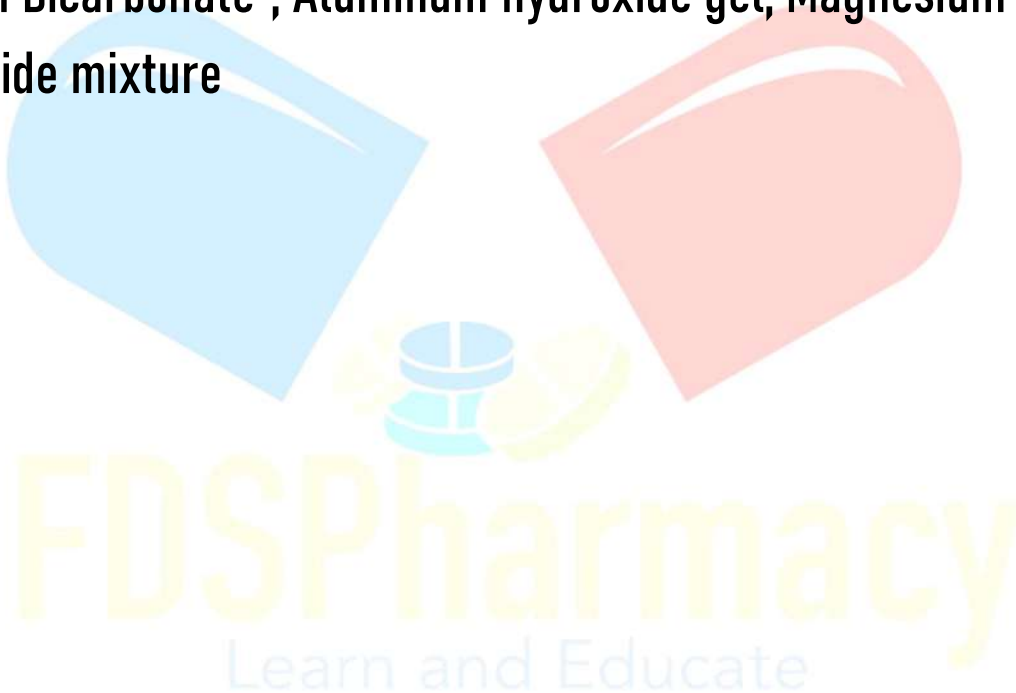 Bicarbonate*, Aluminum hydroxide gel, Magnesium
ide mixture
FDSPharmacy
Learn and Educate